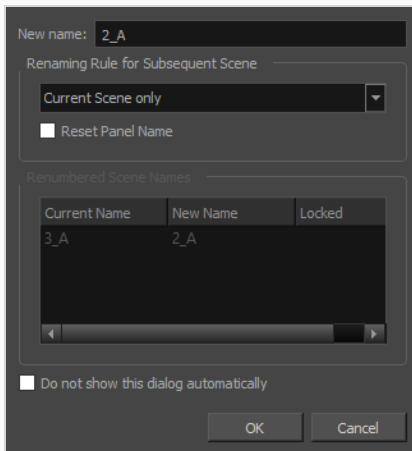 New name: 2_A
Renaming Rule for Subsequent Scene
Current Scene only
Reset Panel Name
Renumbered Scene Names
Current Name New Name Locked
3_A 2_A
Do not show this dialog automatically
OK Cancel